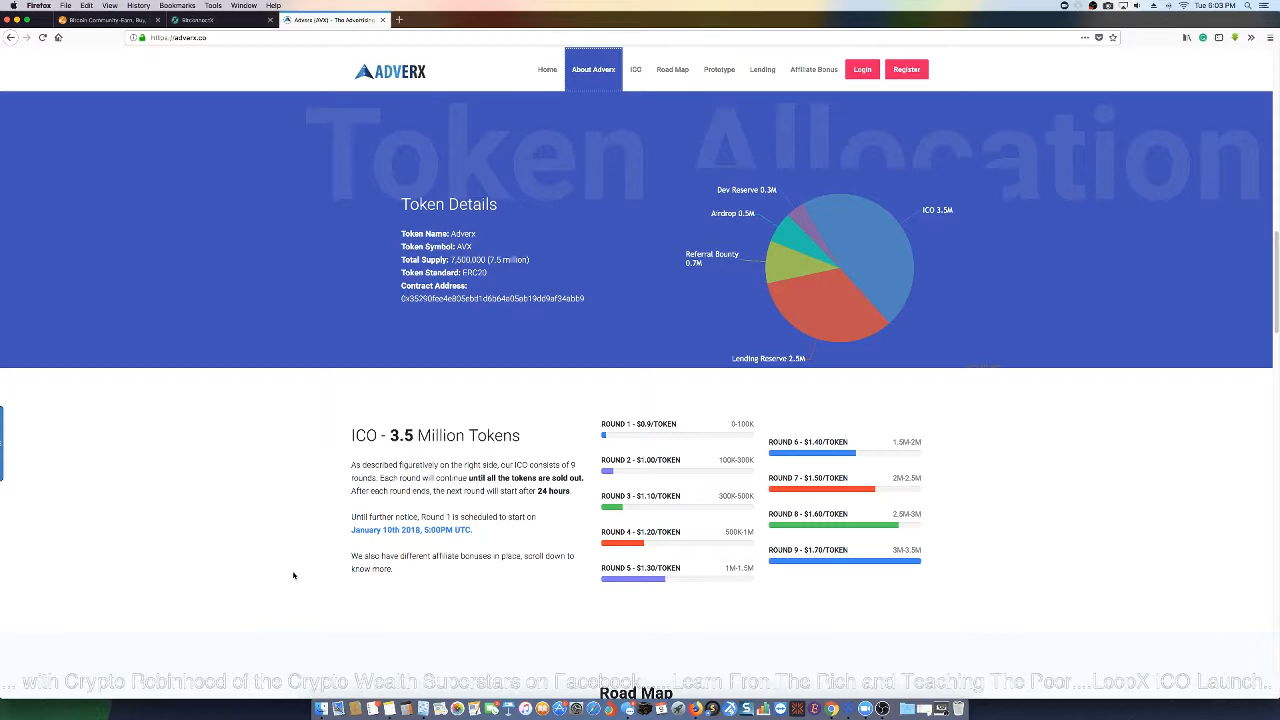 Firefox File Edit View History Bookmarks Tools Window Help
Tue 6:03 PM
Bitcoin Community-Earn, Buy,
BitconnectX
Adverx (AVX) - The Advertising
https://adverx.co
ADVERX
Home About Adverx ICO Road Map Prototype Lending Affiliate Bonus Login Register
Token Allocation
Token Details
Token Name: Adverx
Token Symbol: AVX
Total Supply: 7,500,000 (7.5 million)
Token Standard: ERC20
Contract Address:
0x35290fee4e805ebd1d6b64a05ab19dd9af34abb9
Dev Reserve 0.3M
Airdrop 0.5M
ICO 3.5M
Referral Bounty
0.7M
Lending Reserve 2.5M
ICO - 3.5 Million Tokens
As described figuratively on the right side, our ICO consists of 9
rounds. Each round will continue until all the tokens are sold out.
After each round ends, the next round will start after 24 hours.
Until further notice, Round 1 is scheduled to start on
January 10th 2018, 5:00PM UTC.
We also have different affiliate bonuses in place, scroll down to
know more.
ROUND 1 - $0.9/TOKEN 0-100K
ROUND 2 - $1.00/TOKEN 100K-300K
ROUND 3 - $1.10/TOKEN 300K-500K
ROUND 4 - $1.20/TOKEN 500K-1M
ROUND 5 - $1.30/TOKEN 1M-1.5M
ROUND 6 - $1.40/TOKEN 1.5M-2M
ROUND 7 - $1.50/TOKEN 2M-2.5M
ROUND 8 - $1.60/TOKEN 2.5M-3M
ROUND 9 - $1.70/TOKEN 3M-3.5M
... with Crypto Robinhood of the Crypto Wealth Superstars on Facebook....Learn Fron The Rich and Teaching The Poor....LoopX ICO Launch..
Road Map